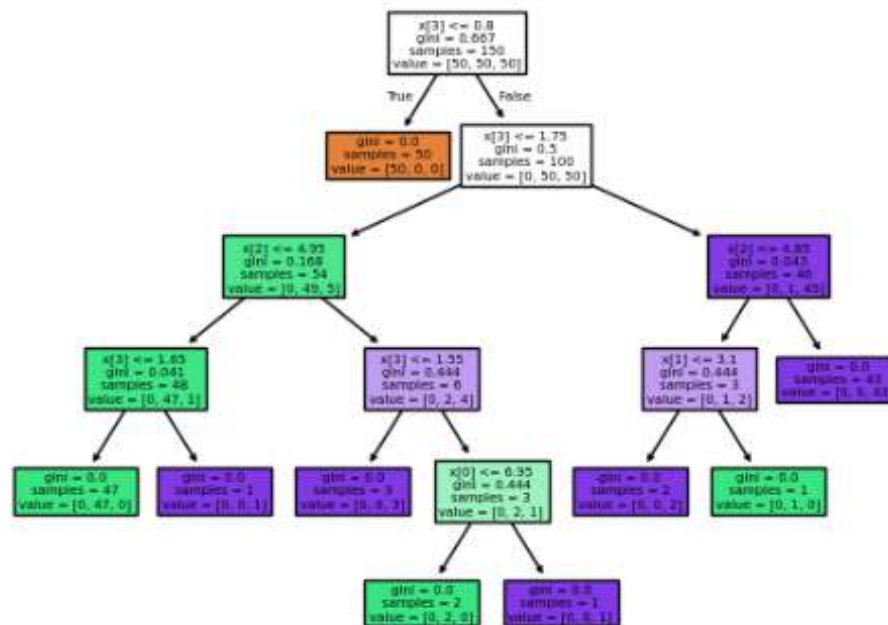 x[3] <= 0.8
gini = 0.667
samples = 150
value = [50, 50, 50]
True
False
gini = 0.0
samples = 50
value = [50, 0, 0]
x[3] <= 1.75
gini = 0.5
samples = 100
value = [0, 50, 50]
x[2] <= 4.95
gini = 0.168
samples = 54
value = [0, 49, 5]
x[2] <= 4.85
gini = 0.043
samples = 46
value = [0, 1, 45]
x[3] <= 1.65
gini = 0.041
samples = 48
value = [0, 47, 1]
x[3] <= 1.55
gini = 0.444
samples = 6
value = [0, 2, 4]
x[1] <= 3.1
gini = 0.444
samples = 3
value = [0, 1, 2]
gini = 0.0
samples = 43
value = [0, 0, 43]
gini = 0.0
samples = 47
value = [0, 47, 0]
gini = 0.0
samples = 1
value = [0, 0, 1]
gini = 0.0
samples = 3
value = [0, 0, 3]
x[0] <= 6.95
gini = 0.444
samples = 3
value = [0, 2, 1]
gini = 0.0
samples = 2
value = [0, 0, 2]
gini = 0.0
samples = 1
value = [0, 1, 0]
gini = 0.0
samples = 2
value = [0, 2, 0]
gini = 0.0
samples = 1
value = [0, 0, 1]